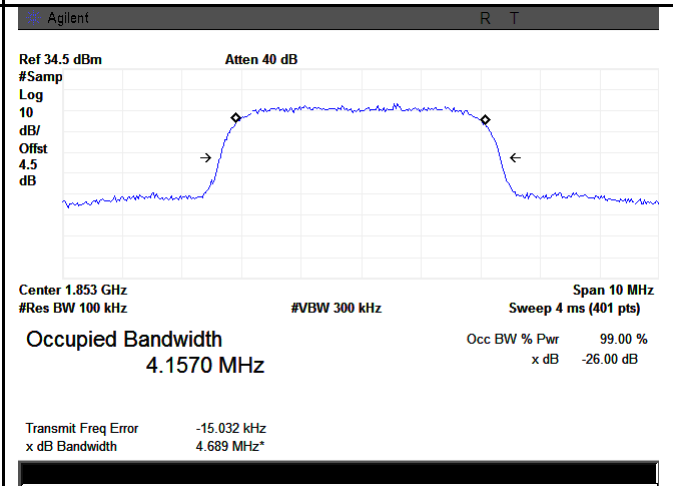 Agilent R T
Ref 34.5 dBm Atten 40 dB
#Samp
Log
10
dB/
Offst
4.5
dB
Center 1.853 GHz Span 10 MHz
#Res BW 100 kHz #VBW 300 kHz Sweep 4 ms (401 pts)
Occupied Bandwidth Occ BW % Pwr 99.00 %
4.1570 MHz x dB -26.00 dB
Transmit Freq Error -15.032 kHz
x dB Bandwidth 4.689 MHz*